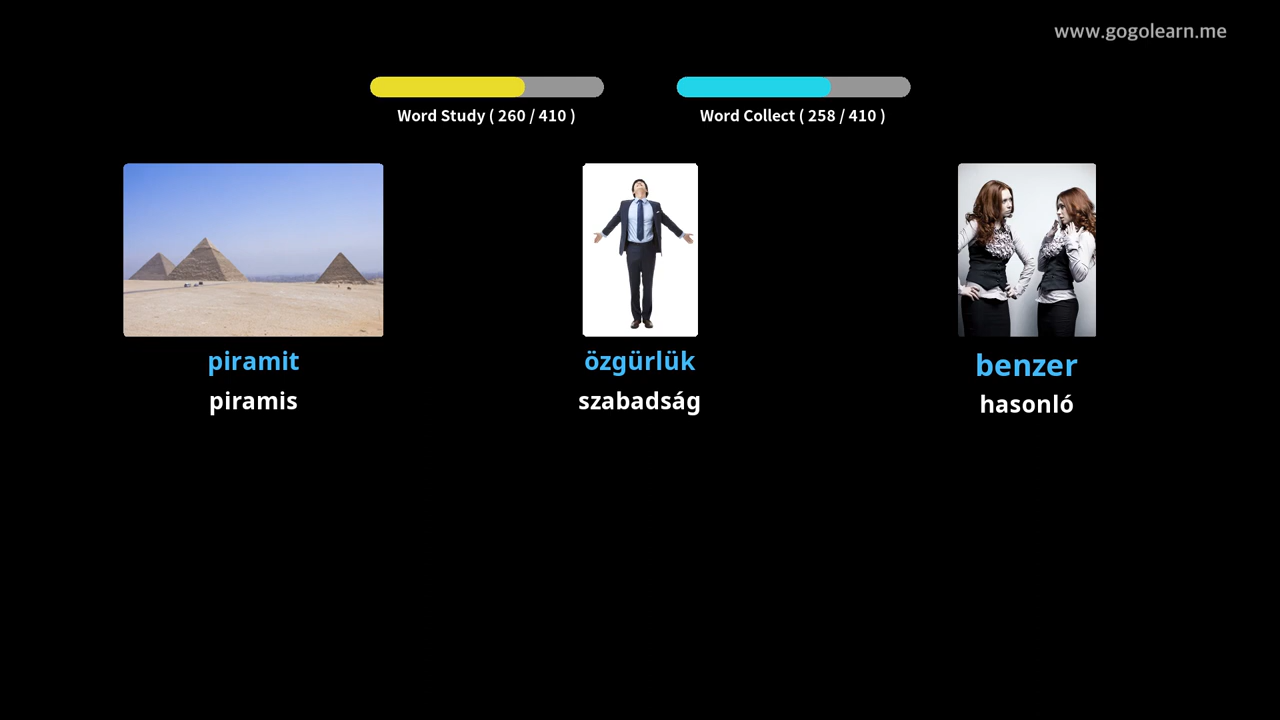 www.gogolearn.me
Word Study ( 260 / 410 )
Word Collect ( 258 / 410 )
piramit
piramis
özgürlük
szabadság
benzer
hasonló